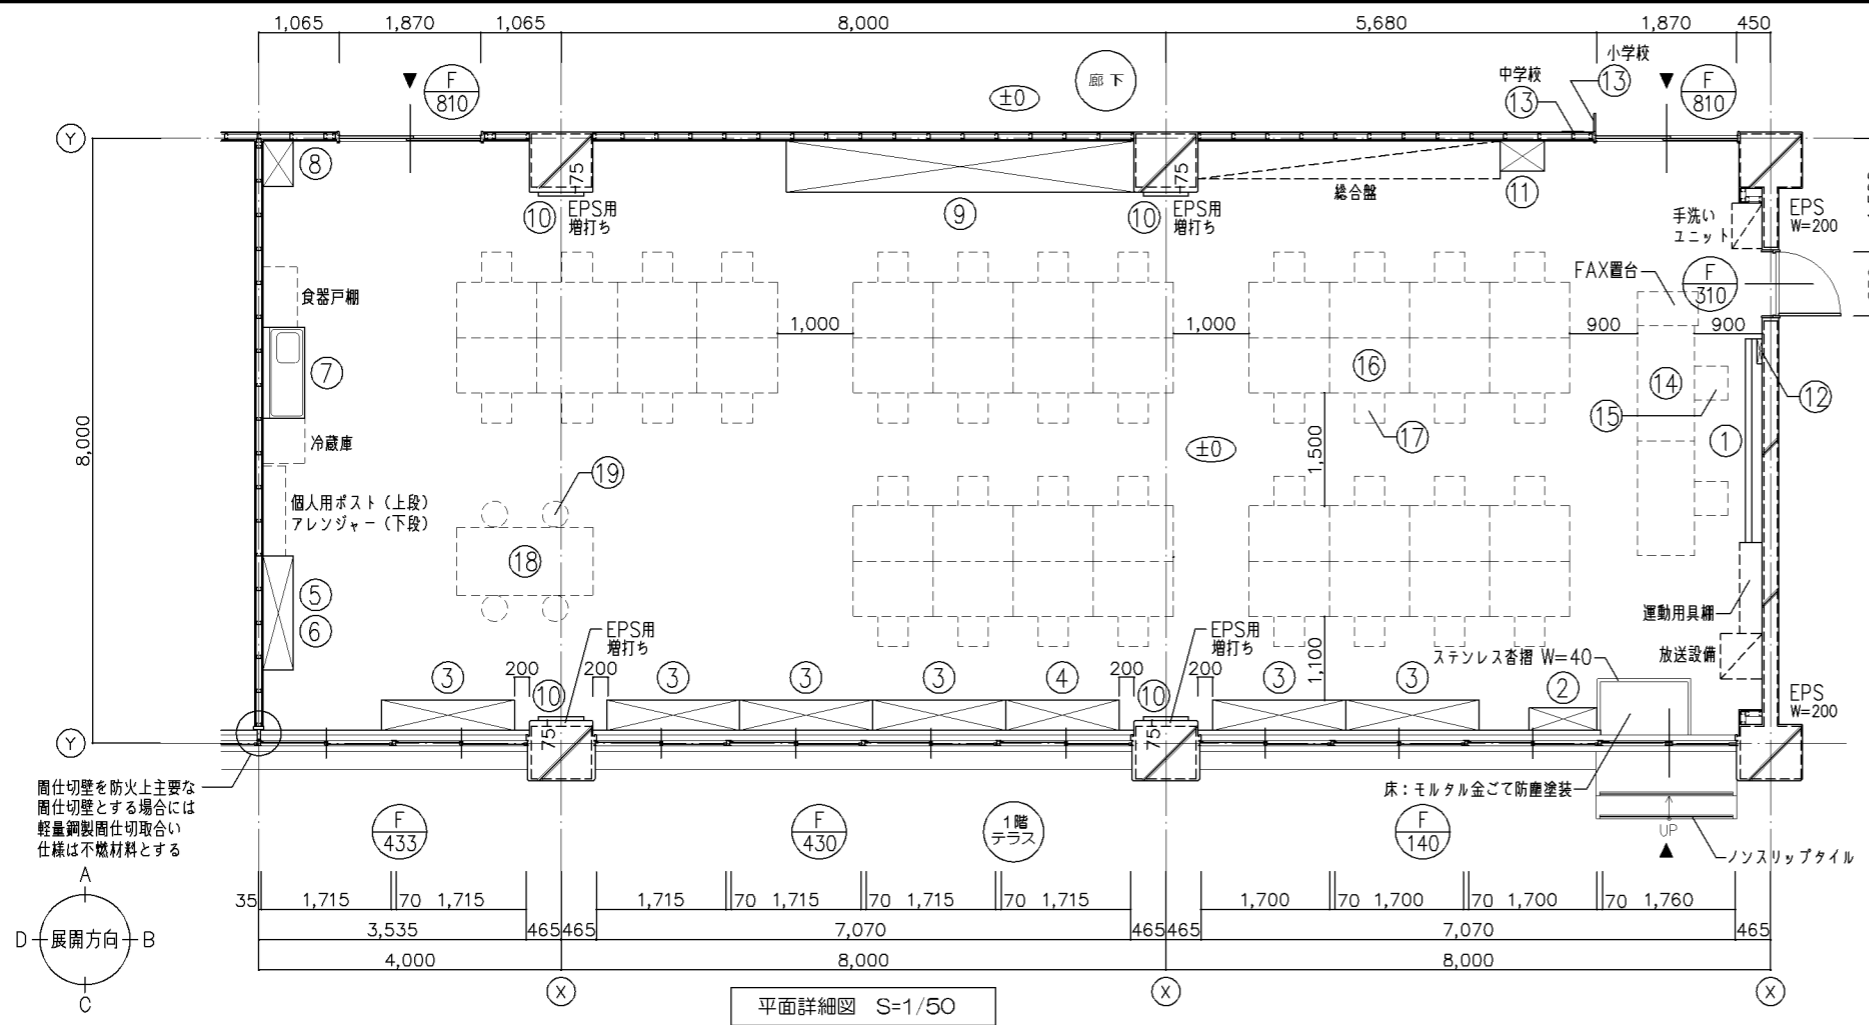 1,065
1,870
1,065
8,000
5,680
1,870
450
F
810
±0
廊下
中学校
13
小学校
13
F
810
Y
8
75
10
EPS用
増打ち
9
75
10
EPS用
増打ち
総合盤
11
手洗い
ユニット
EPS
W=200
FAX置台
F
310
食器戸棚
1,000
1,000
900
900
7
16
14
12
15
17
1
冷蔵庫
8,000
1,500
±0
19
個人用ポスト（上段）
アレンジャー（下段）
18
5
6
運動用具棚
EPS用
増打ち
EPS用
増打ち
1,100
ステンレス沓摺 W=40
放送設備
3
200
200
10
3
3
3
4
200
200
10
3
3
2
EPS
W=200
75
75
Y
間仕切壁を防火上主要な
間仕切壁とする場合には
軽量鋼製間仕切取合い
仕様は不燃材料とする
床：モルタル金ごて防塵塗装
F
433
F
430
1階
テラス
F
140
UP
ノンスリップタイル
A
D
展開方向
B
C
35
1,715
70
1,715
1,715
70
1,715
70
1,715
70
1,715
1,700
70
1,700
70
1,700
70
1,760
3,535
465
465
7,070
465
465
7,070
465
4,000
8,000
8,000
X
X
X
平面詳細図 S=1/50